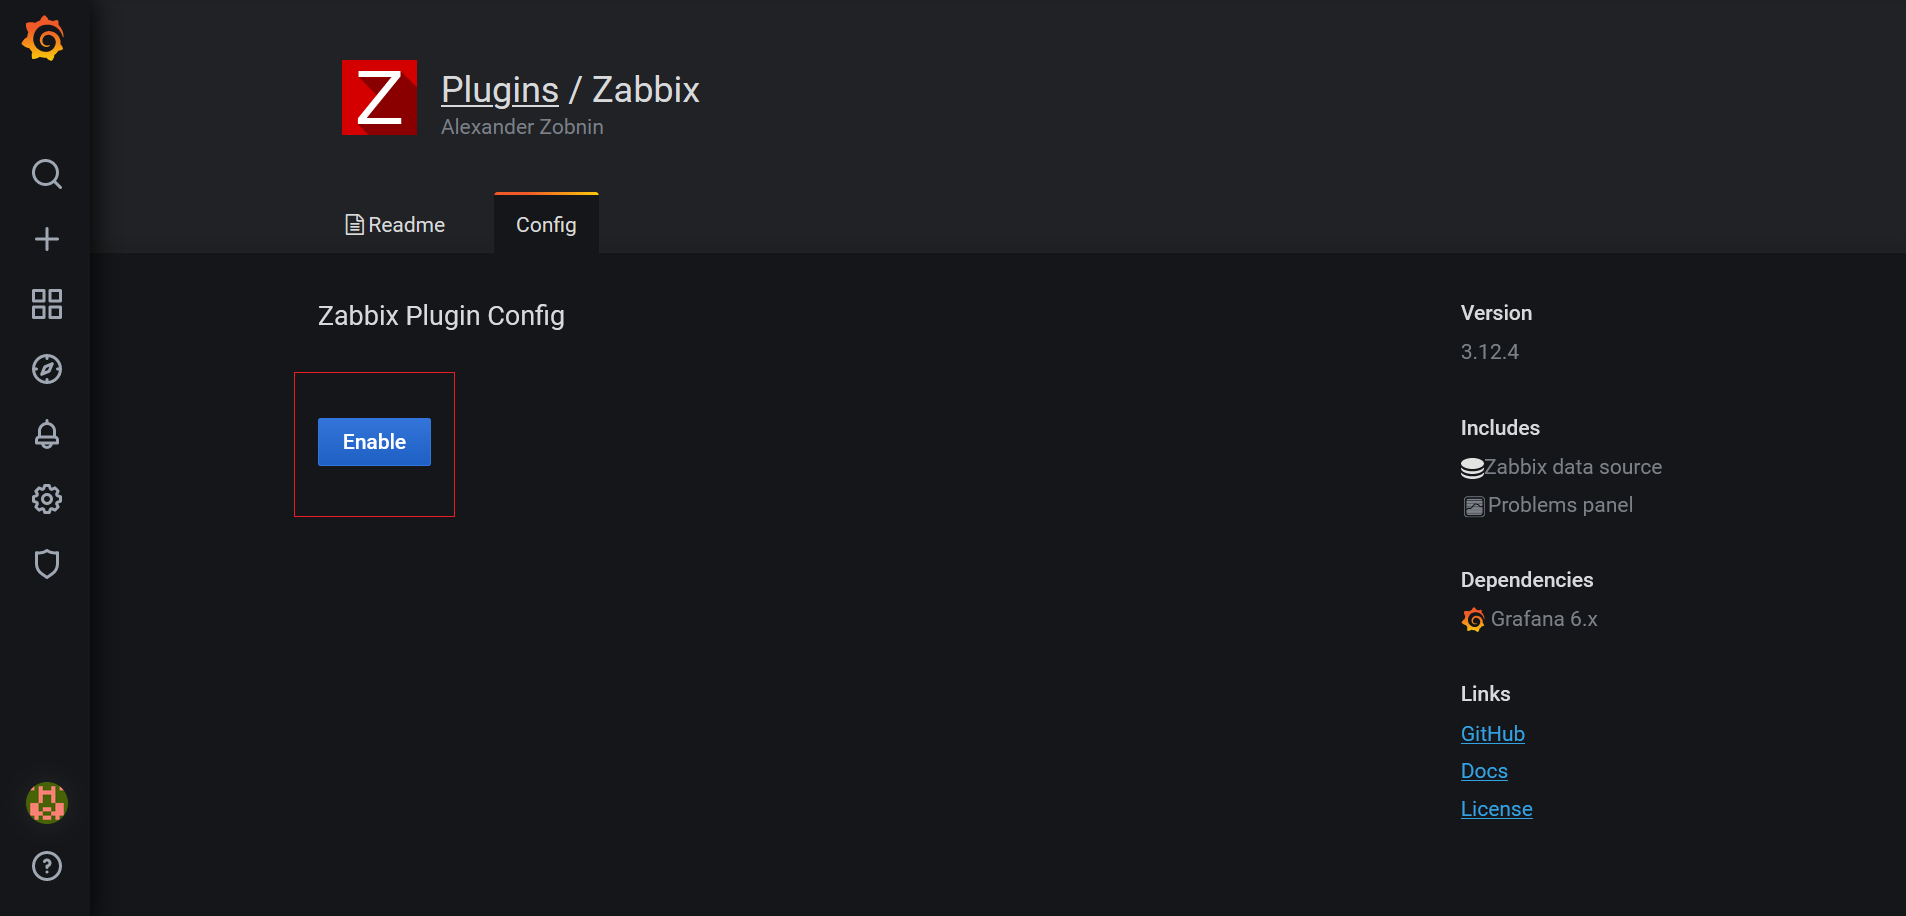 Z
Plugins / Zabbix
Alexander Zobnin
Readme
Config
Zabbix Plugin Config
Enable
Version
3.12.4
Includes
Zabbix data source
Problems panel
Dependencies
Grafana 6.x
Links
GitHub
Docs
License
?